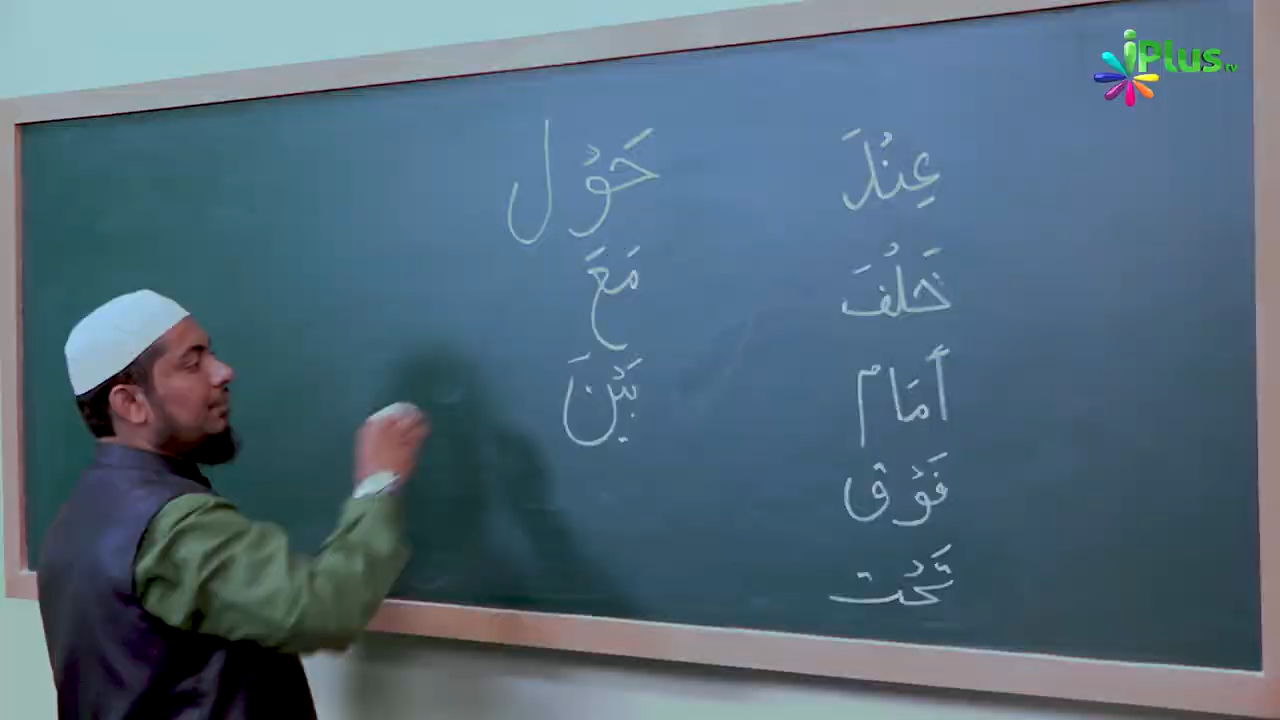 عِنْدَ
خَلْفَ
أَمَام
فَوْق
تَحْت
حَوْل
مَعَ
بَيْنَ
iPlus tv